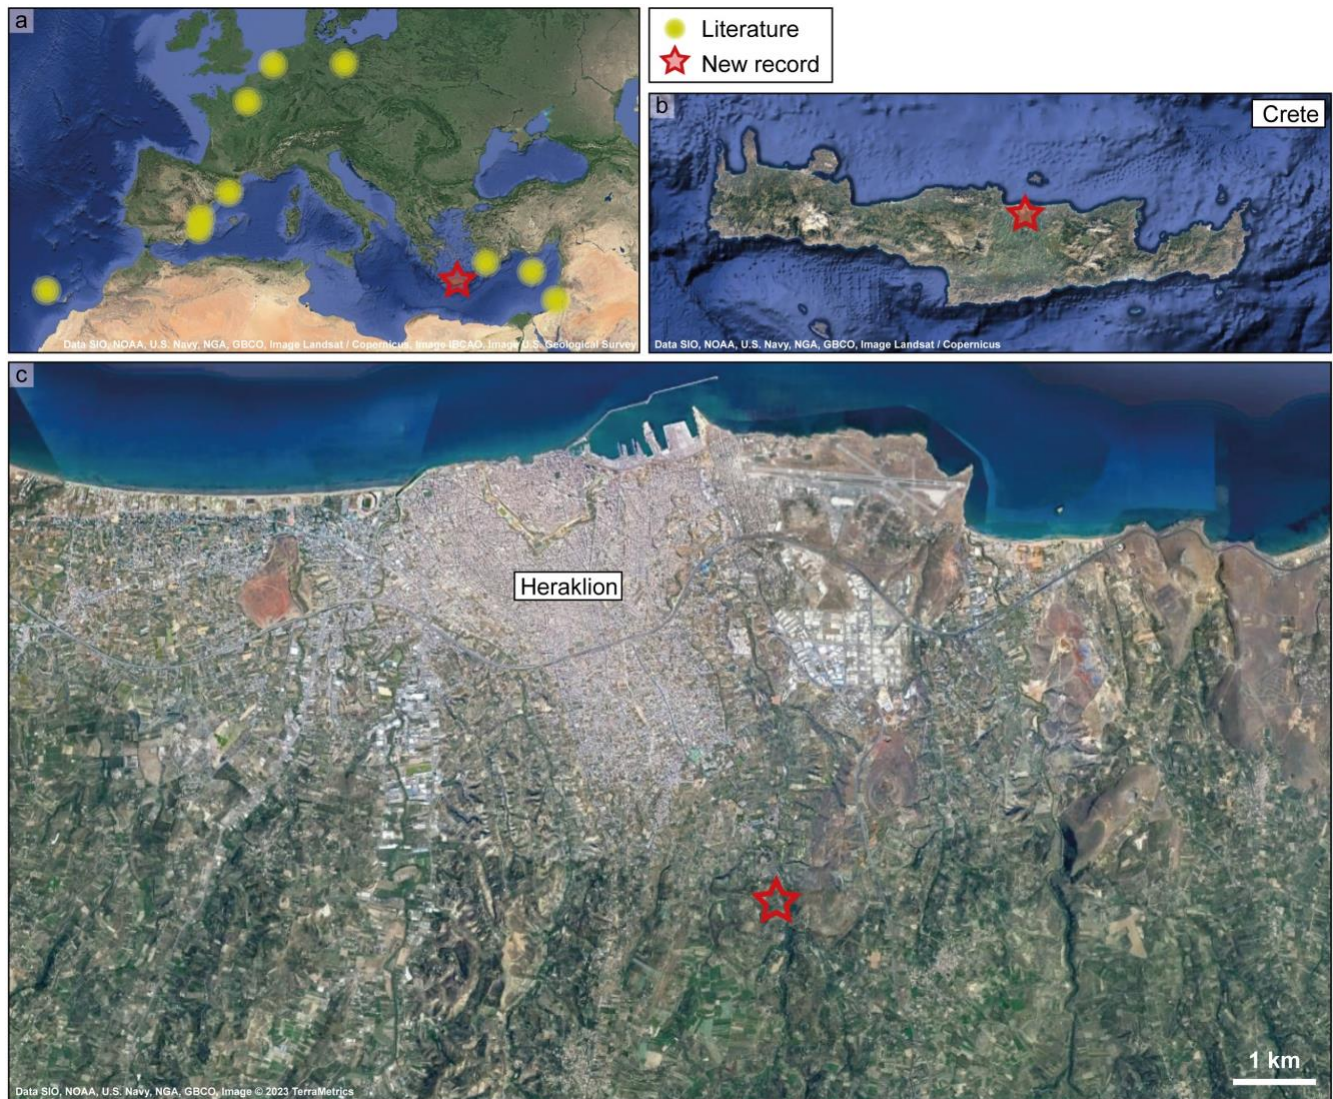 a
Literature
New record
Data SIO, NOAA, U.S. Navy, NGA, GBCO, Image Landsat / Copernicus, Image IBCAO, Image U.S. Geological Survey
b
Crete
Data SIO, NOAA, U.S. Navy, NGA, GBCO, Image Landsat / Copernicus
c
Heraklion
1 km
Data SIO, NOAA, U.S. Navy, NGA, GBCO, Image © 2023 TerraMetrics